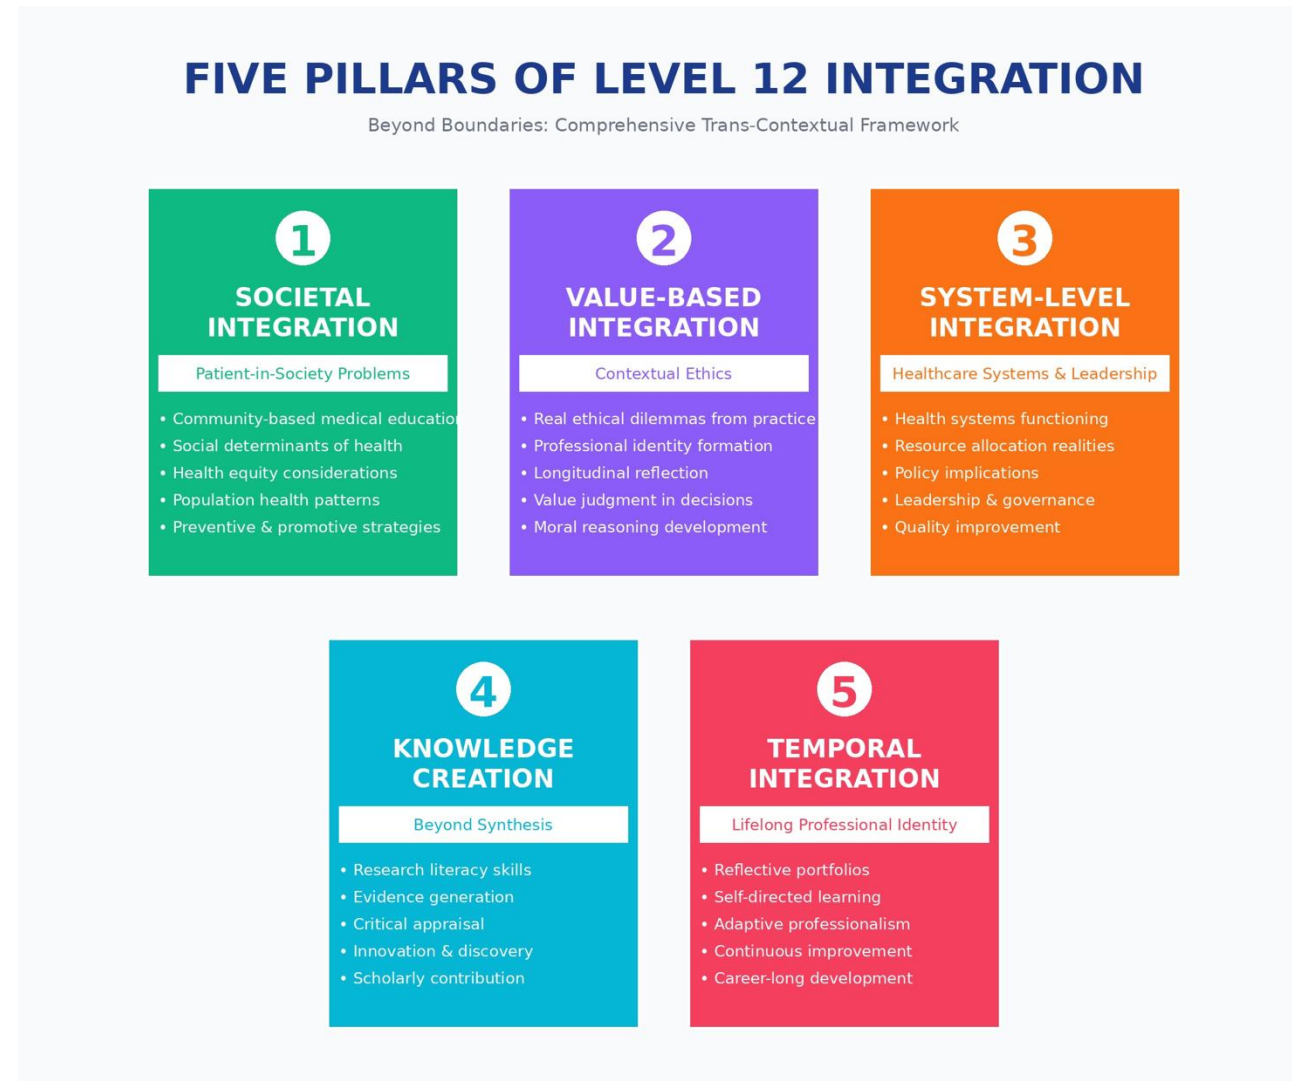 FIVE PILLARS OF LEVEL 12 INTEGRATION
Beyond Boundaries: Comprehensive Trans-Contextual Framework
1
SOCIETAL
INTEGRATION
Patient-in-Society Problems
• Community-based medical education
• Social determinants of health
• Health equity considerations
• Population health patterns
• Preventive & promotive strategies
2
VALUE-BASED
INTEGRATION
Contextual Ethics
• Real ethical dilemmas from practice
• Professional identity formation
• Longitudinal reflection
• Value judgment in decisions
• Moral reasoning development
3
SYSTEM-LEVEL
INTEGRATION
Healthcare Systems & Leadership
• Health systems functioning
• Resource allocation realities
• Policy implications
• Leadership & governance
• Quality improvement
4
KNOWLEDGE
CREATION
Beyond Synthesis
• Research literacy skills
• Evidence generation
• Critical appraisal
• Innovation & discovery
• Scholarly contribution
5
TEMPORAL
INTEGRATION
Lifelong Professional Identity
• Reflective portfolios
• Self-directed learning
• Adaptive professionalism
• Continuous improvement
• Career-long development